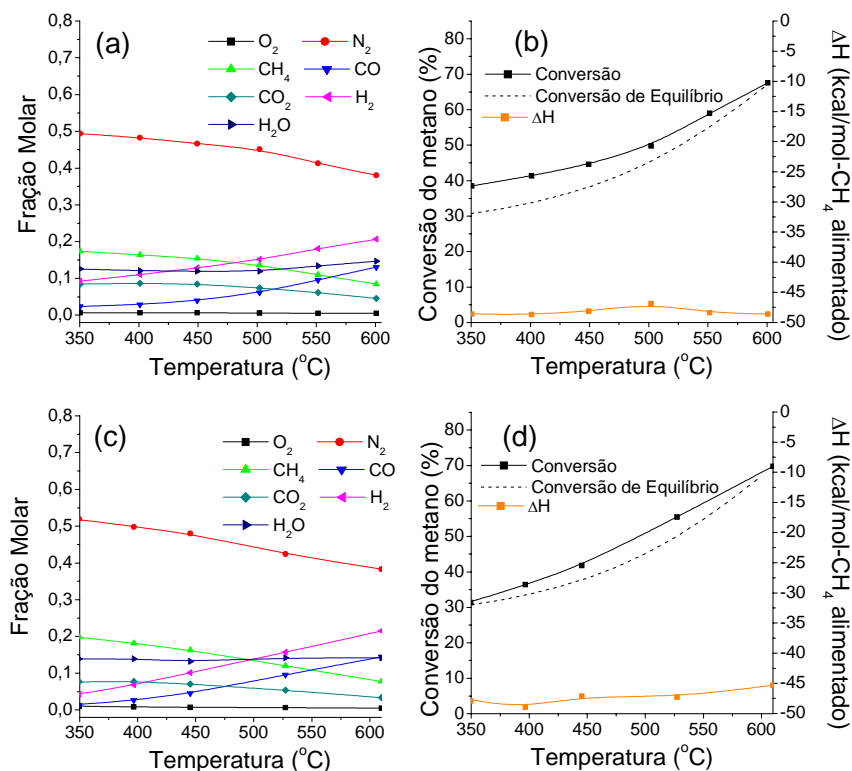 (a)
O2
N2
CH4
CO
CO2
H2
H2O
Fração Molar
0,8
0,7
0,6
0,5
0,4
0,3
0,2
0,1
0,0
350 400 450 500 550 600
Temperatura (°C)
(b)
Conversão
Conversão de Equilíbrio
ΔH
Conversão do metano (%)
80
70
60
50
40
30
20
10
0
350 400 450 500 550 600
Temperatura (°C)
0
-5
-10
-15
-20
-25
-30
-35
-40
-45
-50
ΔH (kcal/mol-CH4 alimentado)
(c)
O2
N2
CH4
CO
CO2
H2
H2O
Fração Molar
0,8
0,7
0,6
0,5
0,4
0,3
0,2
0,1
0,0
350 400 450 500 550 600
Temperatura (°C)
(d)
Conversão
Conversão de Equilíbrio
ΔH
Conversão do metano (%)
80
70
60
50
40
30
20
10
0
350 400 450 500 550 600
Temperatura (°C)
0
-5
-10
-15
-20
-25
-30
-35
-40
-45
-50
ΔH (kcal/mol-CH4 alimentado)